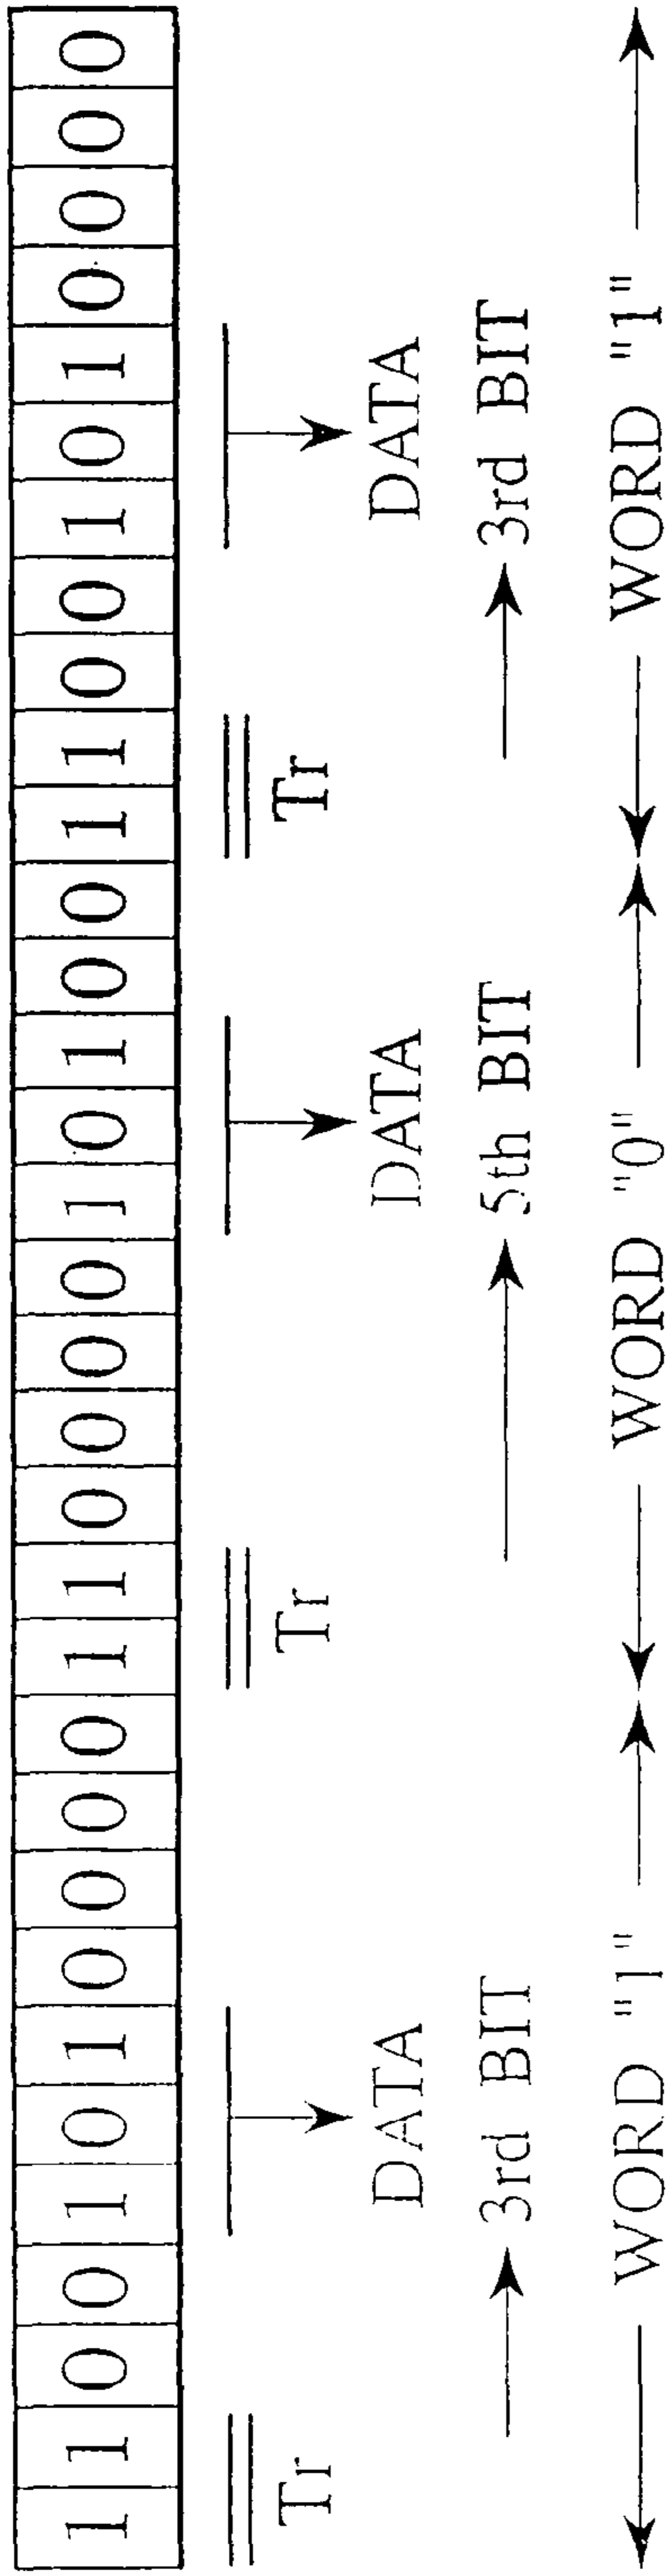 1 1 0 0 1 0 1 0 0 0 0 1 1 0 0 0 0 1 0 1 0 0 1 1 0 0 1 0 1 0 0 0 0
Tr Tr Tr
DATA DATA DATA
3rd BIT 5th BIT 3rd BIT
WORD "1" WORD "0" WORD "1"